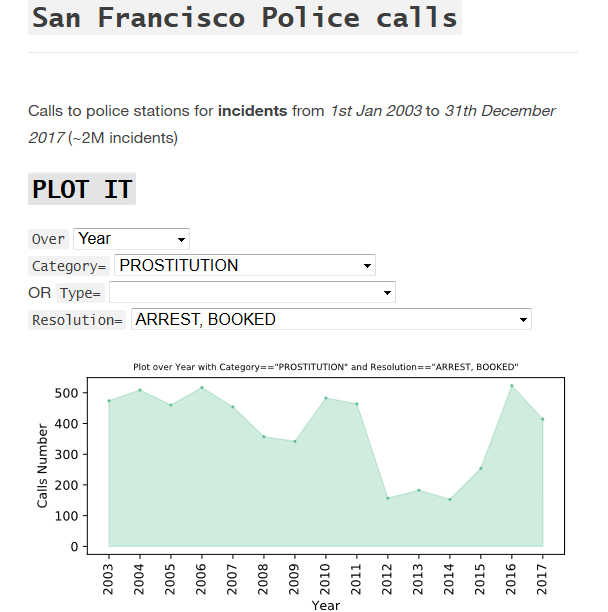 San Francisco Police calls
Calls to police stations for incidents from 1st Jan 2003 to 31th December
2017 (~2M incidents)
PLOT IT
Over Year
Category= PROSTITUTION
OR Type=
Resolution= ARREST, BOOKED
Plot over Year with Category=="PROSTITUTION" and Resolution=="ARREST, BOOKED"
500
400
300
200
100
0
Calls Number
2003 2004 2005 2006 2007 2008 2009 2010 2011 2012 2013 2014 2015 2016 2017
Year